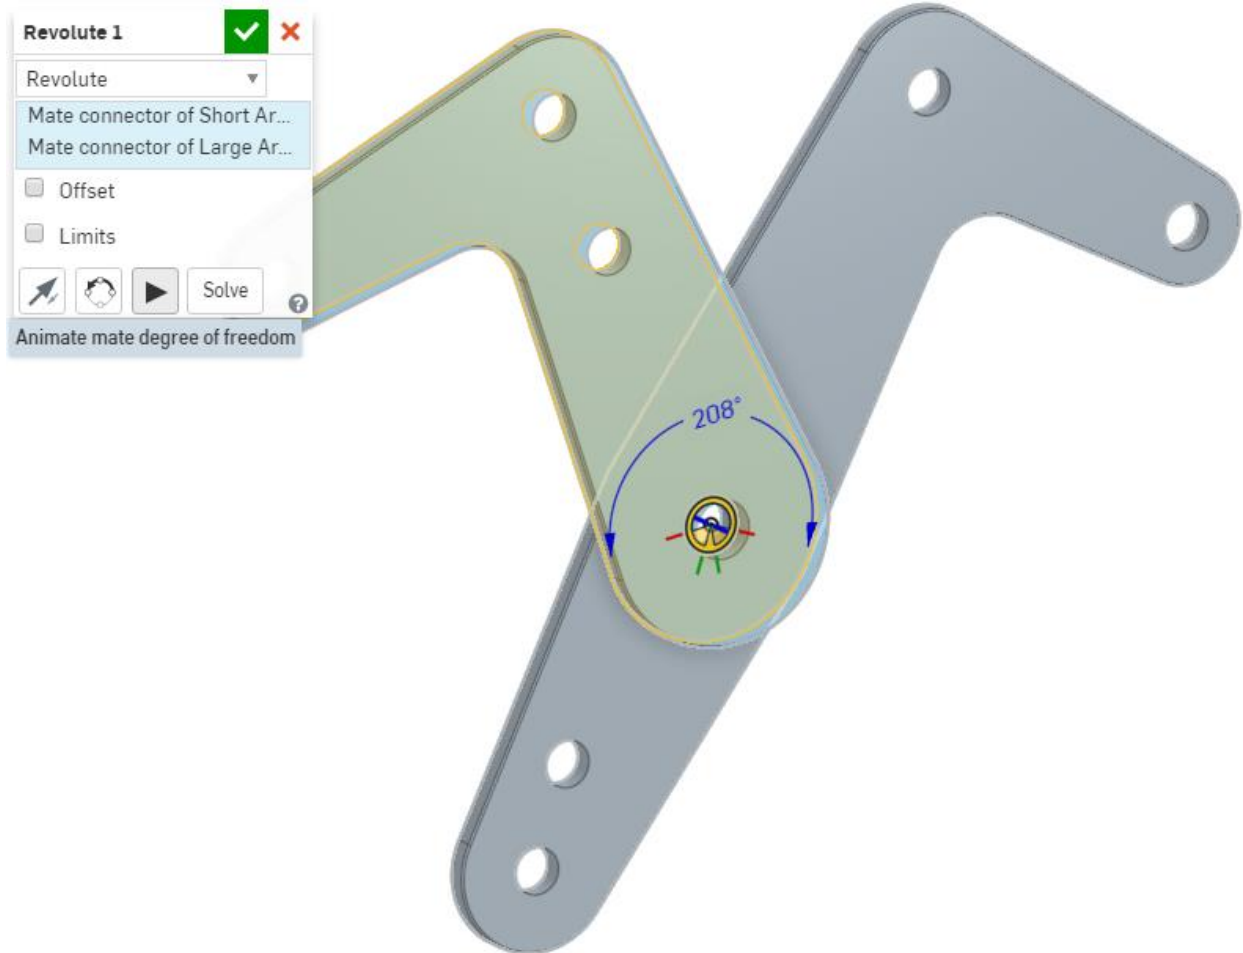 Revolute 1
Revolute
Mate connector of Short Ar...
Mate connector of Large Ar...
Offset
Limits
Solve
?
Animate mate degree of freedom
208°